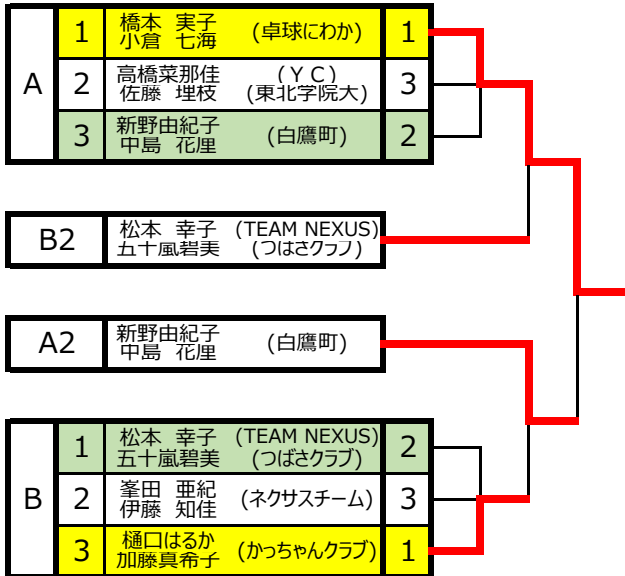 A
1 橋本 実子 小倉 七海 (卓球にわか) 1
2 高橋菜那佳 佐藤 理枝 (ＹＣ) (東北学院大) 3
3 新野由紀子 中島 花厘 (白鷹町) 2
B2 松本 幸子 五十嵐碧美 (TEAM NEXUS) (つばさクラブ)
A2 新野由紀子 中島 花厘 (白鷹町)
B
1 松本 幸子 五十嵐碧美 (TEAM NEXUS) (つばさクラブ) 2
2 峯田 亜紀 伊藤 知佳 (ネクサスチーム) 3
3 樋口はるか 加藤真希子 (かっちゃんクラブ) 1